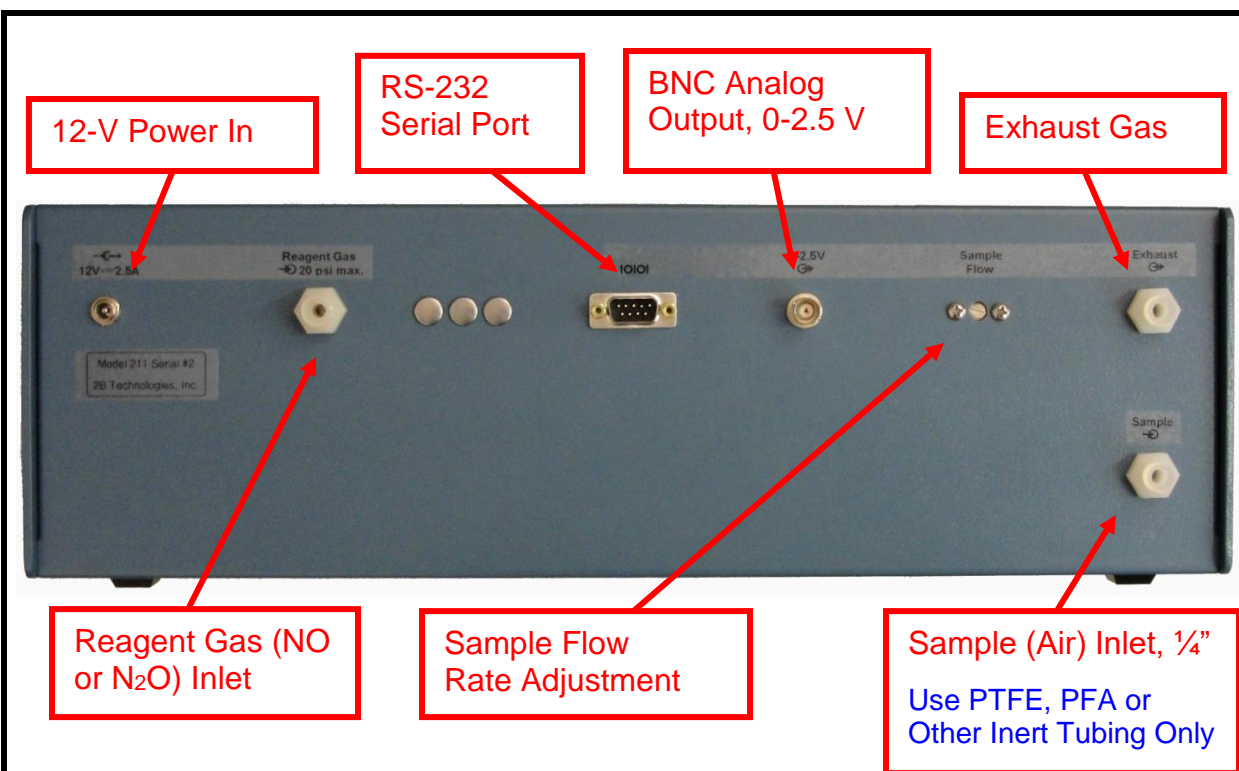 12-V Power In
RS-232
Serial Port
BNC Analog
Output, 0-2.5 V
Exhaust Gas
12V 2.5A
Reagent Gas
20 psi max.
IOIOI
2.5V
Sample
Flow
Exhaust
Model 211 Serial #2
2B Technologies, Inc.
Sample
Reagent Gas (NO
or N2O) Inlet
Sample Flow
Rate Adjustment
Sample (Air) Inlet, ¼”
Use PTFE, PFA or
Other Inert Tubing Only